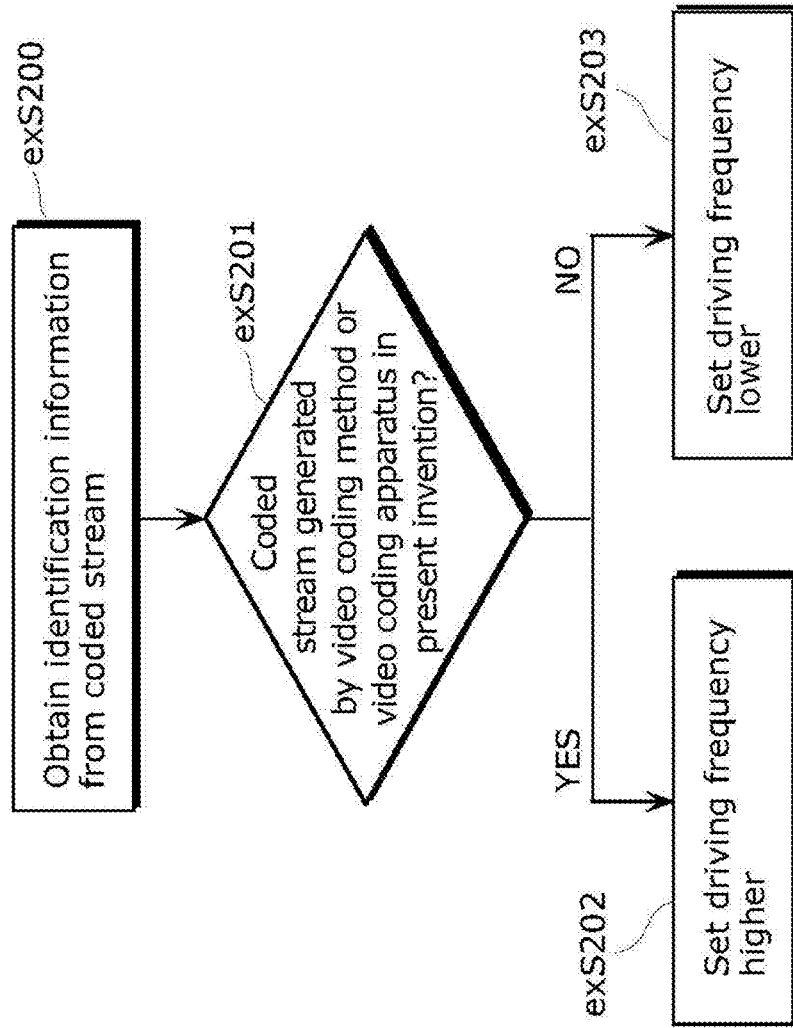 exS200
Obtain identification information
from coded stream
exS201
Coded
stream generated
by video coding method or
video coding apparatus in
present invention?
YES
NO
exS202
Set driving frequency
higher
exS203
Set driving frequency
lower